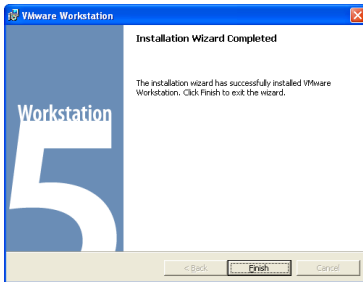 VMware Workstation
Installation Wizard Completed
The installation wizard has successfully installed VMware
Workstation. Click Finish to exit the wizard.
Workstation
5
< Back
Finish
Cancel